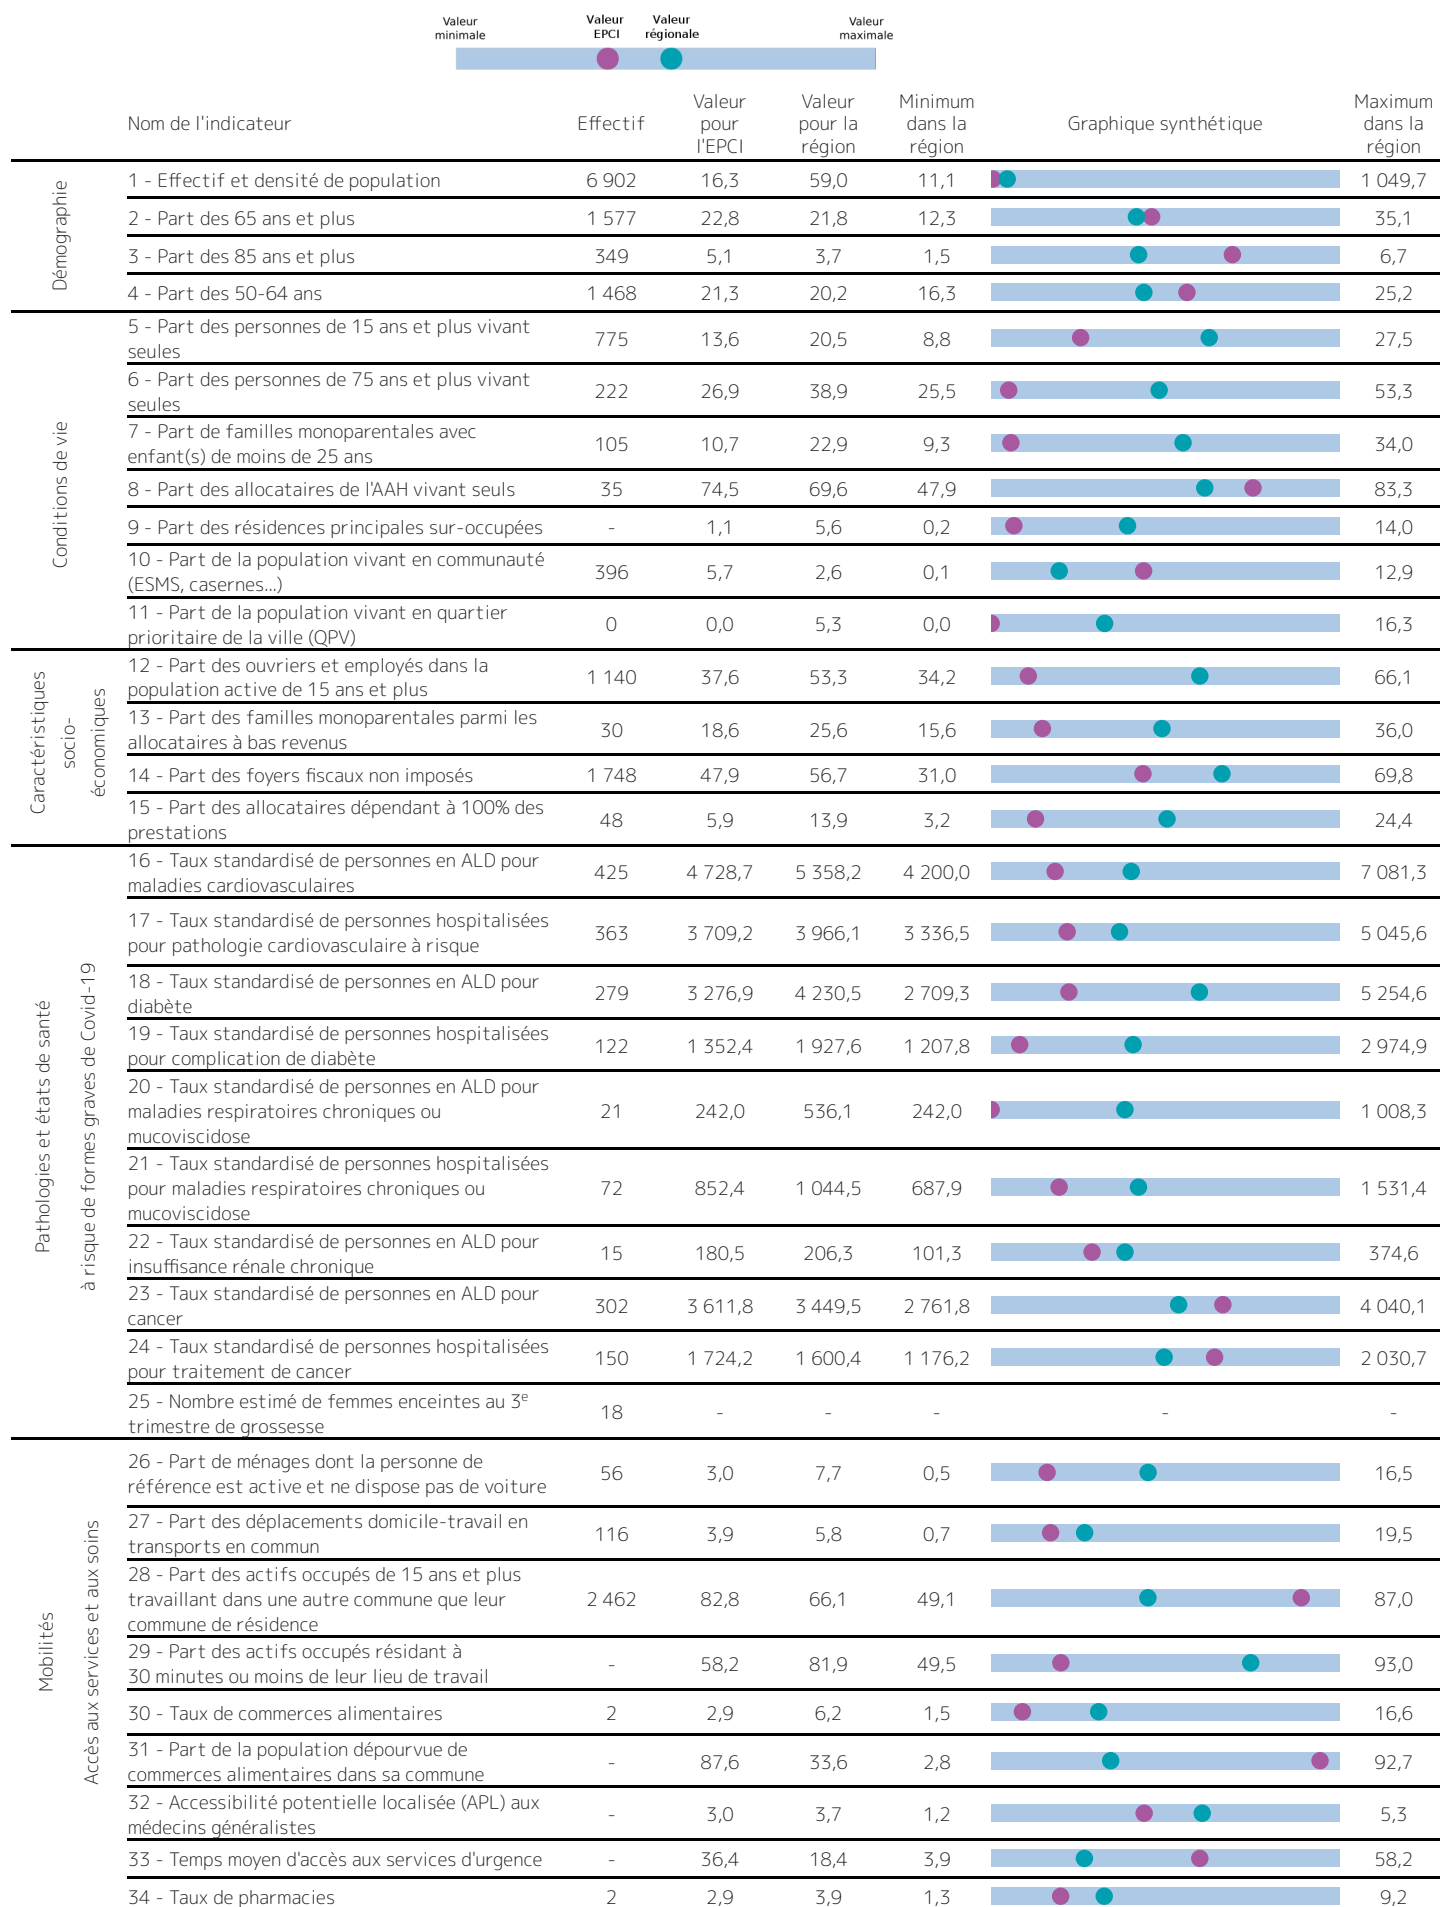 Valeur minimale
Valeur EPCI
Valeur régionale
Valeur maximale
Nom de l'indicateur
Effectif
Valeur pour l'EPCI
Valeur pour la région
Minimum dans la région
Graphique synthétique
Maximum dans la région
Démographie
1 - Effectif et densité de population 6 902 16,3 59,0 11,1 1 049,7
2 - Part des 65 ans et plus 1 577 22,8 21,8 12,3 35,1
3 - Part des 85 ans et plus 349 5,1 3,7 1,5 6,7
4 - Part des 50-64 ans 1 468 21,3 20,2 16,3 25,2
Conditions de vie
5 - Part des personnes de 15 ans et plus vivant
seules 775 13,6 20,5 8,8 27,5
6 - Part des personnes de 75 ans et plus vivant
seules 222 26,9 38,9 25,5 53,3
7 - Part de familles monoparentales avec
enfant(s) de moins de 25 ans 105 10,7 22,9 9,3 34,0
8 - Part des allocataires de l'AAH vivant seuls 35 74,5 69,6 47,9 83,3
9 - Part des résidences principales sur-occupées - 1,1 5,6 0,2 14,0
10 - Part de la population vivant en communauté
(ESMS, casernes...) 396 5,7 2,6 0,1 12,9
11 - Part de la population vivant en quartier
prioritaire de la ville (QPV) 0 0,0 5,3 0,0 16,3
Caractéristiques
socio-
économiques
12 - Part des ouvriers et employés dans la
population active de 15 ans et plus 1 140 37,6 53,3 34,2 66,1
13 - Part des familles monoparentales parmi les
allocataires à bas revenus 30 18,6 25,6 15,6 36,0
14 - Part des foyers fiscaux non imposés 1 748 47,9 56,7 31,0 69,8
15 - Part des allocataires dépendant à 100% des
prestations 48 5,9 13,9 3,2 24,4
Pathologies et états de santé
à risque de formes graves de Covid-19
16 - Taux standardisé de personnes en ALD pour
maladies cardiovasculaires 425 4 728,7 5 358,2 4 200,0 7 081,3
17 - Taux standardisé de personnes hospitalisées
pour pathologie cardiovasculaire à risque 363 3 709,2 3 966,1 3 336,5 5 045,6
18 - Taux standardisé de personnes en ALD pour
diabète 279 3 276,9 4 230,5 2 709,3 5 254,6
19 - Taux standardisé de personnes hospitalisées
pour complication de diabète 122 1 352,4 1 927,6 1 207,8 2 974,9
20 - Taux standardisé de personnes en ALD pour
maladies respiratoires chroniques ou
mucoviscidose 21 242,0 536,1 242,0 1 008,3
21 - Taux standardisé de personnes hospitalisées
pour maladies respiratoires chroniques ou
mucoviscidose 72 852,4 1 044,5 687,9 1 531,4
22 - Taux standardisé de personnes en ALD pour
insuffisance rénale chronique 15 180,5 206,3 101,3 374,6
23 - Taux standardisé de personnes en ALD pour
cancer 302 3 611,8 3 449,5 2 761,8 4 040,1
24 - Taux standardisé de personnes hospitalisées
pour traitement de cancer 150 1 724,2 1 600,4 1 176,2 2 030,7
25 - Nombre estimé de femmes enceintes au 3e
trimestre de grossesse 18 - - - - -
Mobilités
Accès aux services et aux soins
26 - Part de ménages dont la personne de
référence est active et ne dispose pas de voiture 56 3,0 7,7 0,5 16,5
27 - Part des déplacements domicile-travail en
transports en commun 116 3,9 5,8 0,7 19,5
28 - Part des actifs occupés de 15 ans et plus
travaillant dans une autre commune que leur
commune de résidence 2 462 82,8 66,1 49,1 87,0
29 - Part des actifs occupés résidant à
30 minutes ou moins de leur lieu de travail - 58,2 81,9 49,5 93,0
30 - Taux de commerces alimentaires 2 2,9 6,2 1,5 16,6
31 - Part de la population dépourvue de
commerces alimentaires dans sa commune - 87,6 33,6 2,8 92,7
32 - Accessibilité potentielle localisée (APL) aux
médecins généralistes - 3,0 3,7 1,2 5,3
33 - Temps moyen d'accès aux services d'urgence - 36,4 18,4 3,9 58,2
34 - Taux de pharmacies 2 2,9 3,9 1,3 9,2